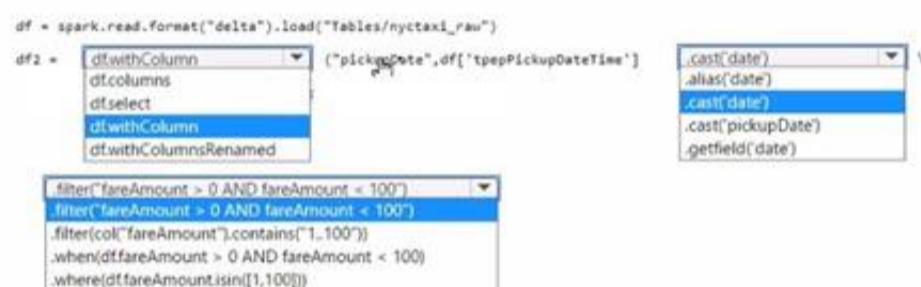 df = spark.read.format("delta").load("Tables/nyctaxi_raw")
df2 = df.withColumn ("pickupDate",df['tpepPickupDateTime'] .cast('date') \
df.columns
df.select
df.withColumn
df.withColumnsRenamed
.alias('date')
.cast('date')
.cast('pickupDate')
.getfield('date')
.filter("fareAmount > 0 AND fareAmount < 100")
.filter("fareAmount > 0 AND fareAmount < 100")
.filter(col("fareAmount").contains("1..100"))
.when(df.fareAmount > 0 AND fareAmount < 100)
.where(df.fareAmount.isin([1,100]))